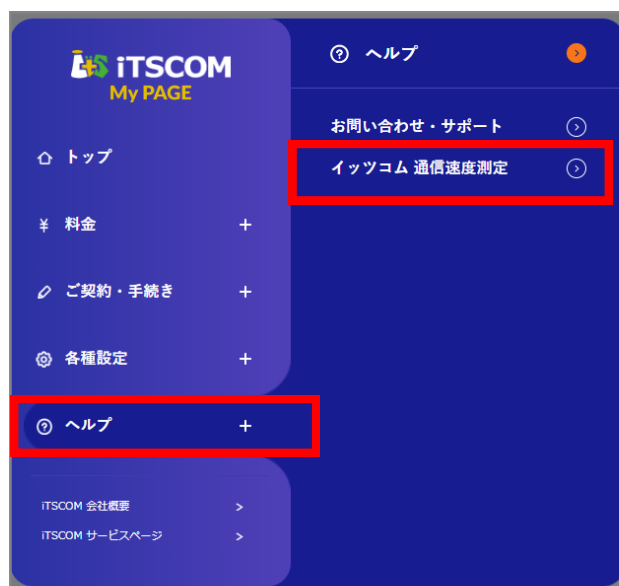 iTSCOM
My PAGE
トップ
¥ 料金 +
ご契約・手続き +
各種設定 +
? ヘルプ +
iTSCOM 会社概要 >
iTSCOM サービスページ >
? ヘルプ >
お問い合わせ・サポート >
イッツコム 通信速度測定 >